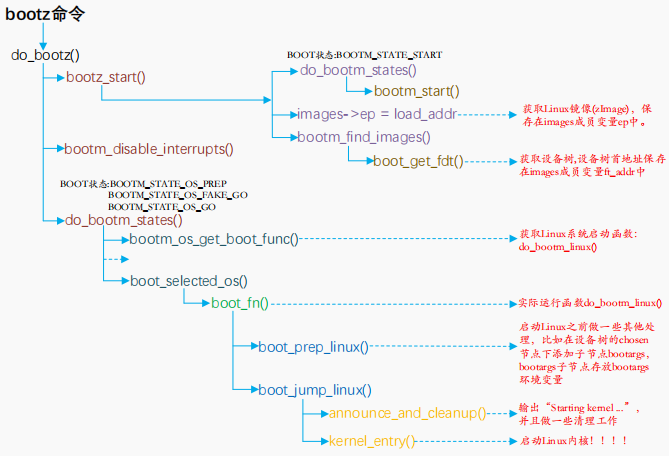 bootz命令
do_bootz()
bootz_start()
BOOT状态:BOOTM_STATE_START
do_bootm_states()
bootm_start()
images->ep = load_addr
获取Linux镜像(zImage)，保
存在images成员变量ep中。
bootm_find_images()
boot_get_fdt()
获取设备树,设备树首地址保存
在images成员变量ft_addr中
bootm_disable_interrupts()
BOOT状态:BOOTM_STATE_OS_PREP
BOOTM_STATE_OS_FAKE_GO
BOOTM_STATE_OS_GO
do_bootm_states()
bootm_os_get_boot_func()
获取Linux系统启动函数：
do_bootm_linux()
boot_selected_os()
boot_fn()
实际运行函数do_bootm_linux()
boot_prep_linux()
启动Linux之前做一些其他处
理，比如在设备树的chosen
节点下添加子节点bootargs，
bootargs子节点存放bootargs
环境变量
boot_jump_linux()
announce_and_cleanup()
输出“Starting kernel ...”，
并且做一些清理工作
kernel_entry()
启动Linux内核！！！！